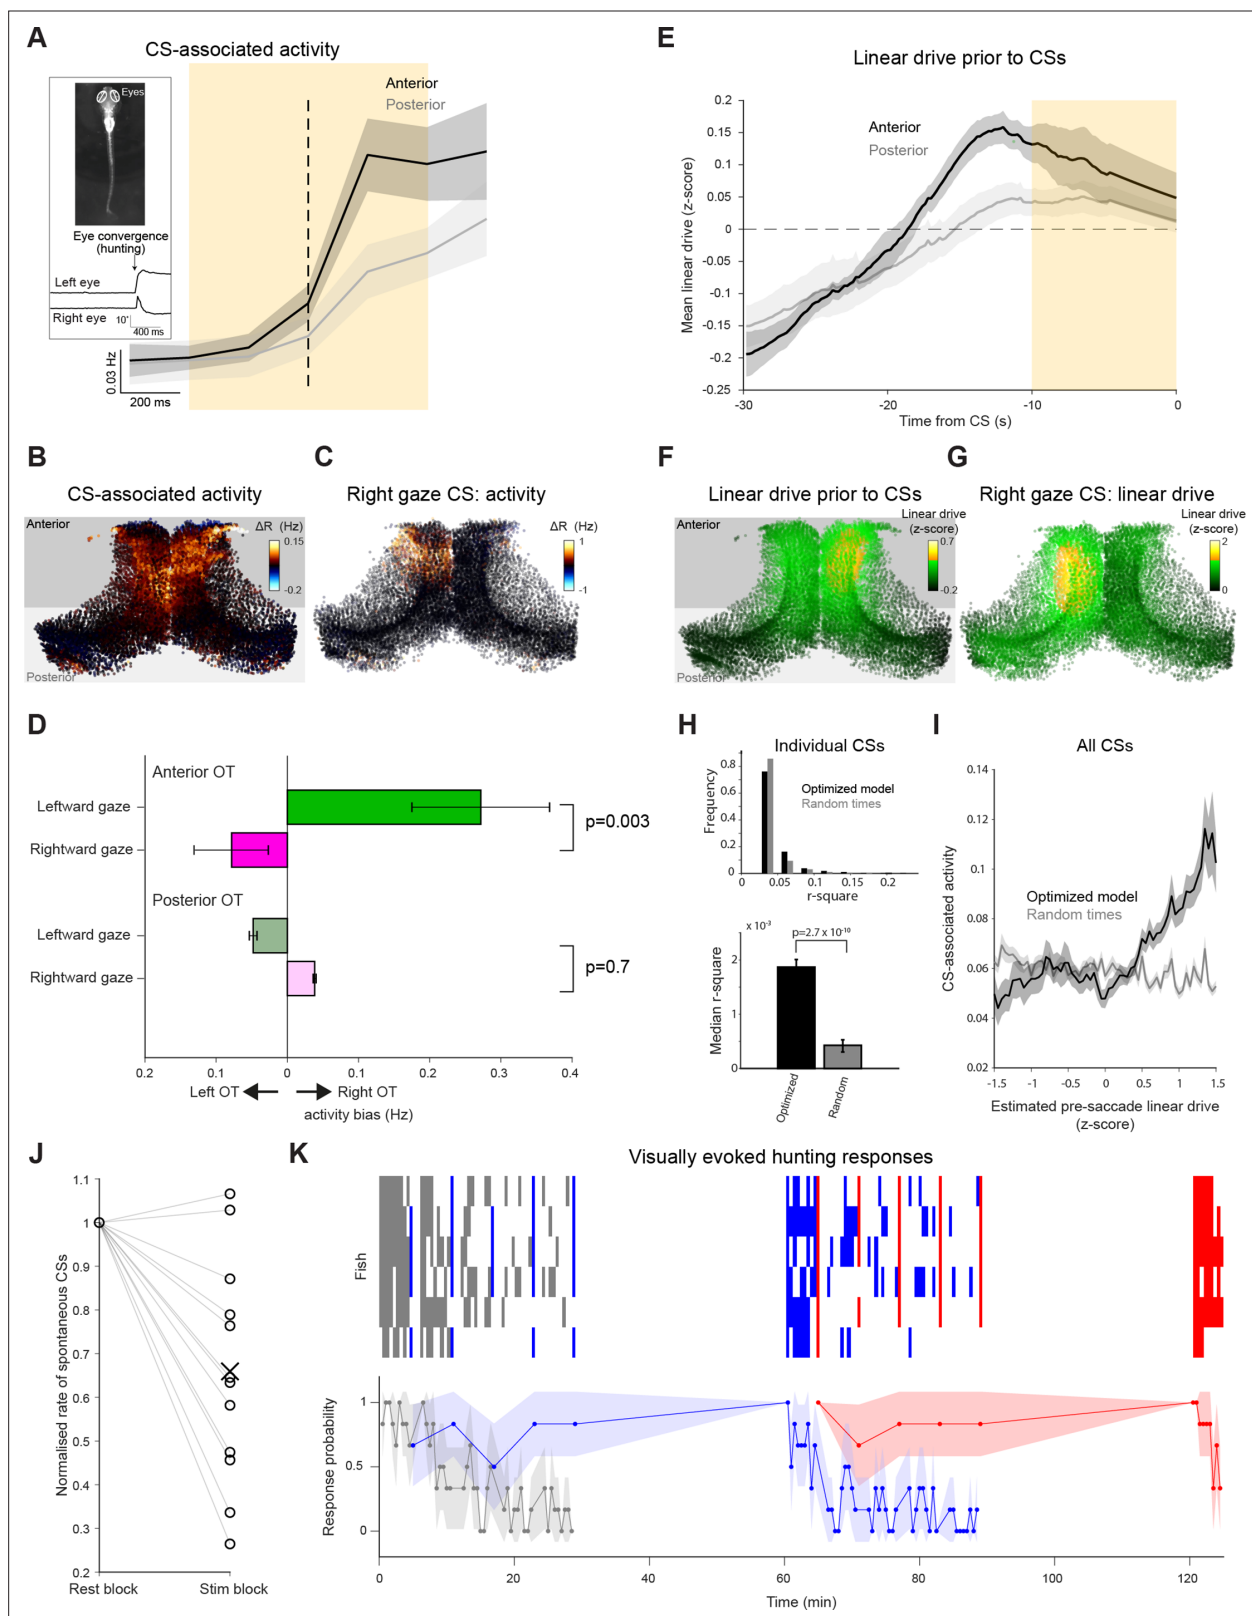 A
CS-associated activity
Anterior
Posterior
Eyes
Eye convergence
(hunting)
Left eye
Right eye
10°
400 ms
0.03 Hz
200 ms
E
Linear drive prior to CSs
Anterior
Posterior
Mean linear drive (z-score)
0.2
0.15
0.1
0.05
0
-0.05
-0.1
-0.15
-0.2
-0.25
-30
-20
-10
0
Time from CS (s)
B
CS-associated activity
Anterior
Posterior
ΔR (Hz)
0.15
-0.2
C
Right gaze CS: activity
ΔR (Hz)
1
-1
F
Linear drive prior to CSs
Anterior
Posterior
Linear drive
(z-score)
0.7
-0.2
G
Right gaze CS: linear drive
Linear drive
(z-score)
2
0
D
Anterior OT
Leftward gaze
Rightward gaze
p=0.003
Posterior OT
Leftward gaze
Rightward gaze
p=0.7
0.2
0.1
0
0.1
0.2
0.3
0.4
Left OT
Right OT
activity bias (Hz)
H
Individual CSs
Optimized model
Random times
Frequency
0.8
0.6
0.4
0.2
0
0
0.05
0.1
0.15
0.2
r-square
x 10-3
p=2.7 x 10-10
Median r-square
2
1
0
Optimized
Random
I
All CSs
Optimized model
Random times
CS-associated activity
0.14
0.12
0.1
0.08
0.06
0.04
0.02
-1.5
-1
-0.5
0
0.5
1
1.5
Estimated pre-saccade linear drive
(z-score)
J
Normalised rate of spontaneous CSs
1.1
1
0.9
0.8
0.7
0.6
0.5
0.4
0.3
0.2
Rest block
Stim block
K
Visually evoked hunting responses
Fish
Response probability
1
0.5
0
0
20
40
60
80
100
120
Time (min)